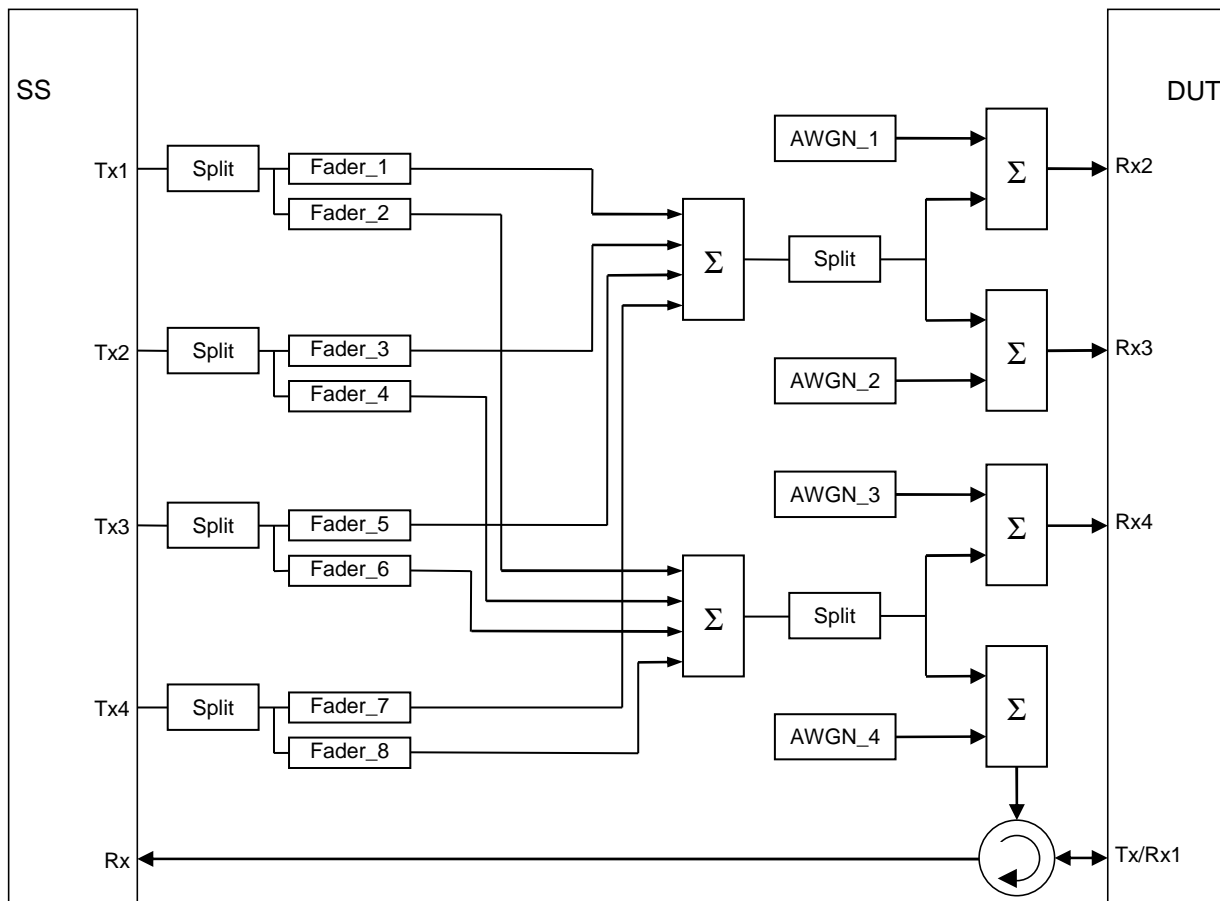 SS
DUT
Tx1
Split
Fader_1
Fader_2
AWGN_1
Σ
Rx2
Σ
Split
Tx2
Split
Fader_3
Fader_4
AWGN_2
Σ
Rx3
Tx3
Split
Fader_5
Fader_6
AWGN_3
Σ
Rx4
Σ
Split
Tx4
Split
Fader_7
Fader_8
AWGN_4
Σ
Rx
Tx/Rx1